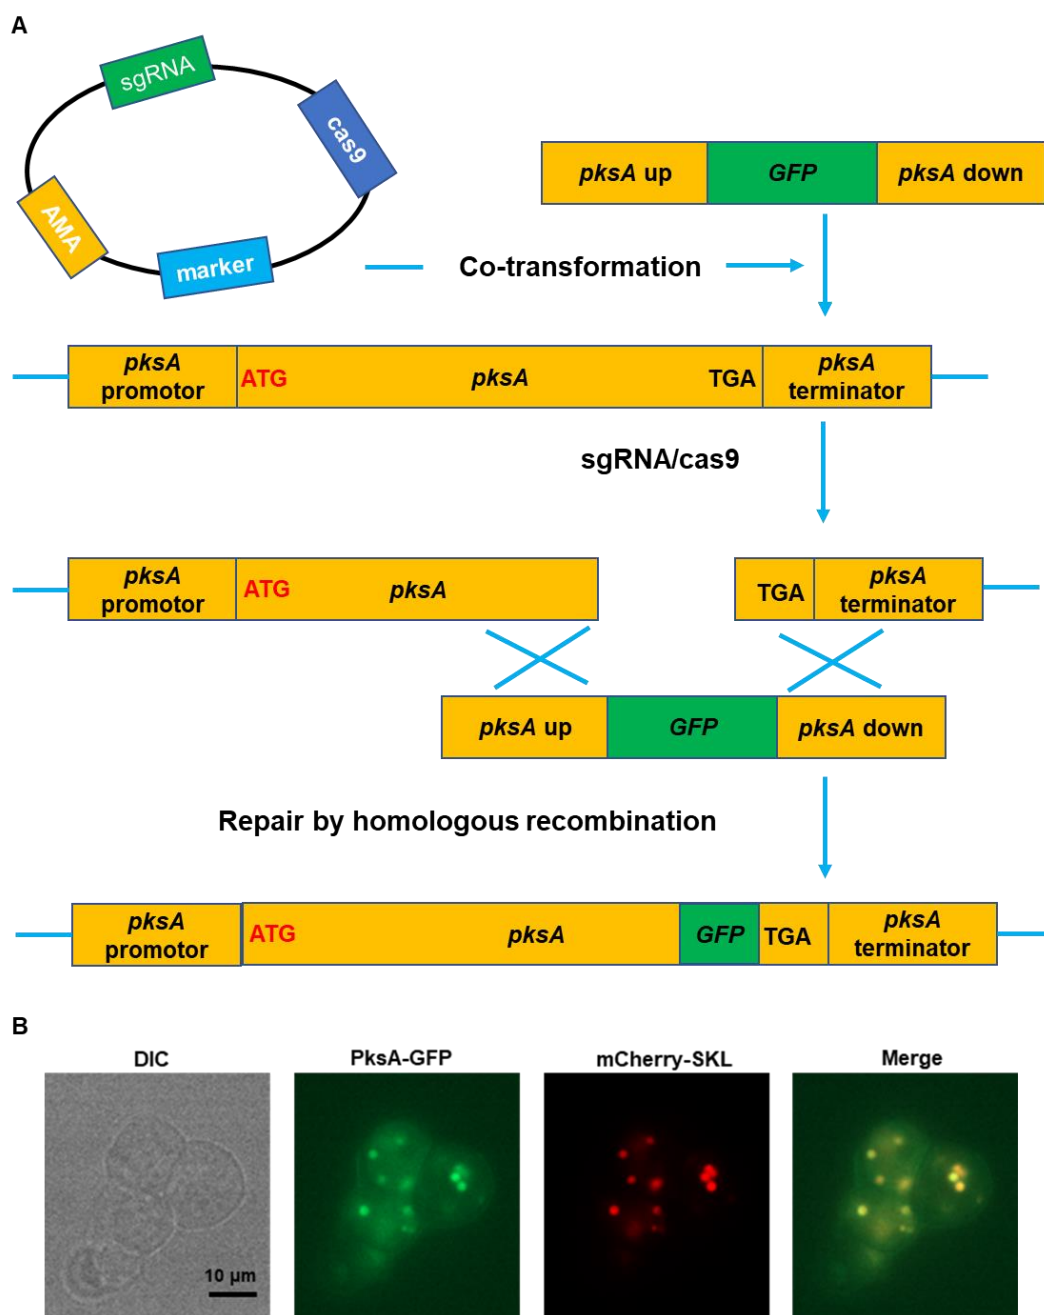 A
sgRNA
cas9
AMA
marker
pksA up
GFP
pksA down
Co-transformation
pksA
promotor
ATG
pksA
TGA
pksA
terminator
sgRNA/cas9
pksA
promotor
ATG
pksA
TGA
pksA
terminator
pksA up
GFP
pksA down
Repair by homologous recombination
pksA
promotor
ATG
pksA
GFP
TGA
pksA
terminator
B
DIC
PksA-GFP
mCherry-SKL
Merge
10 µm